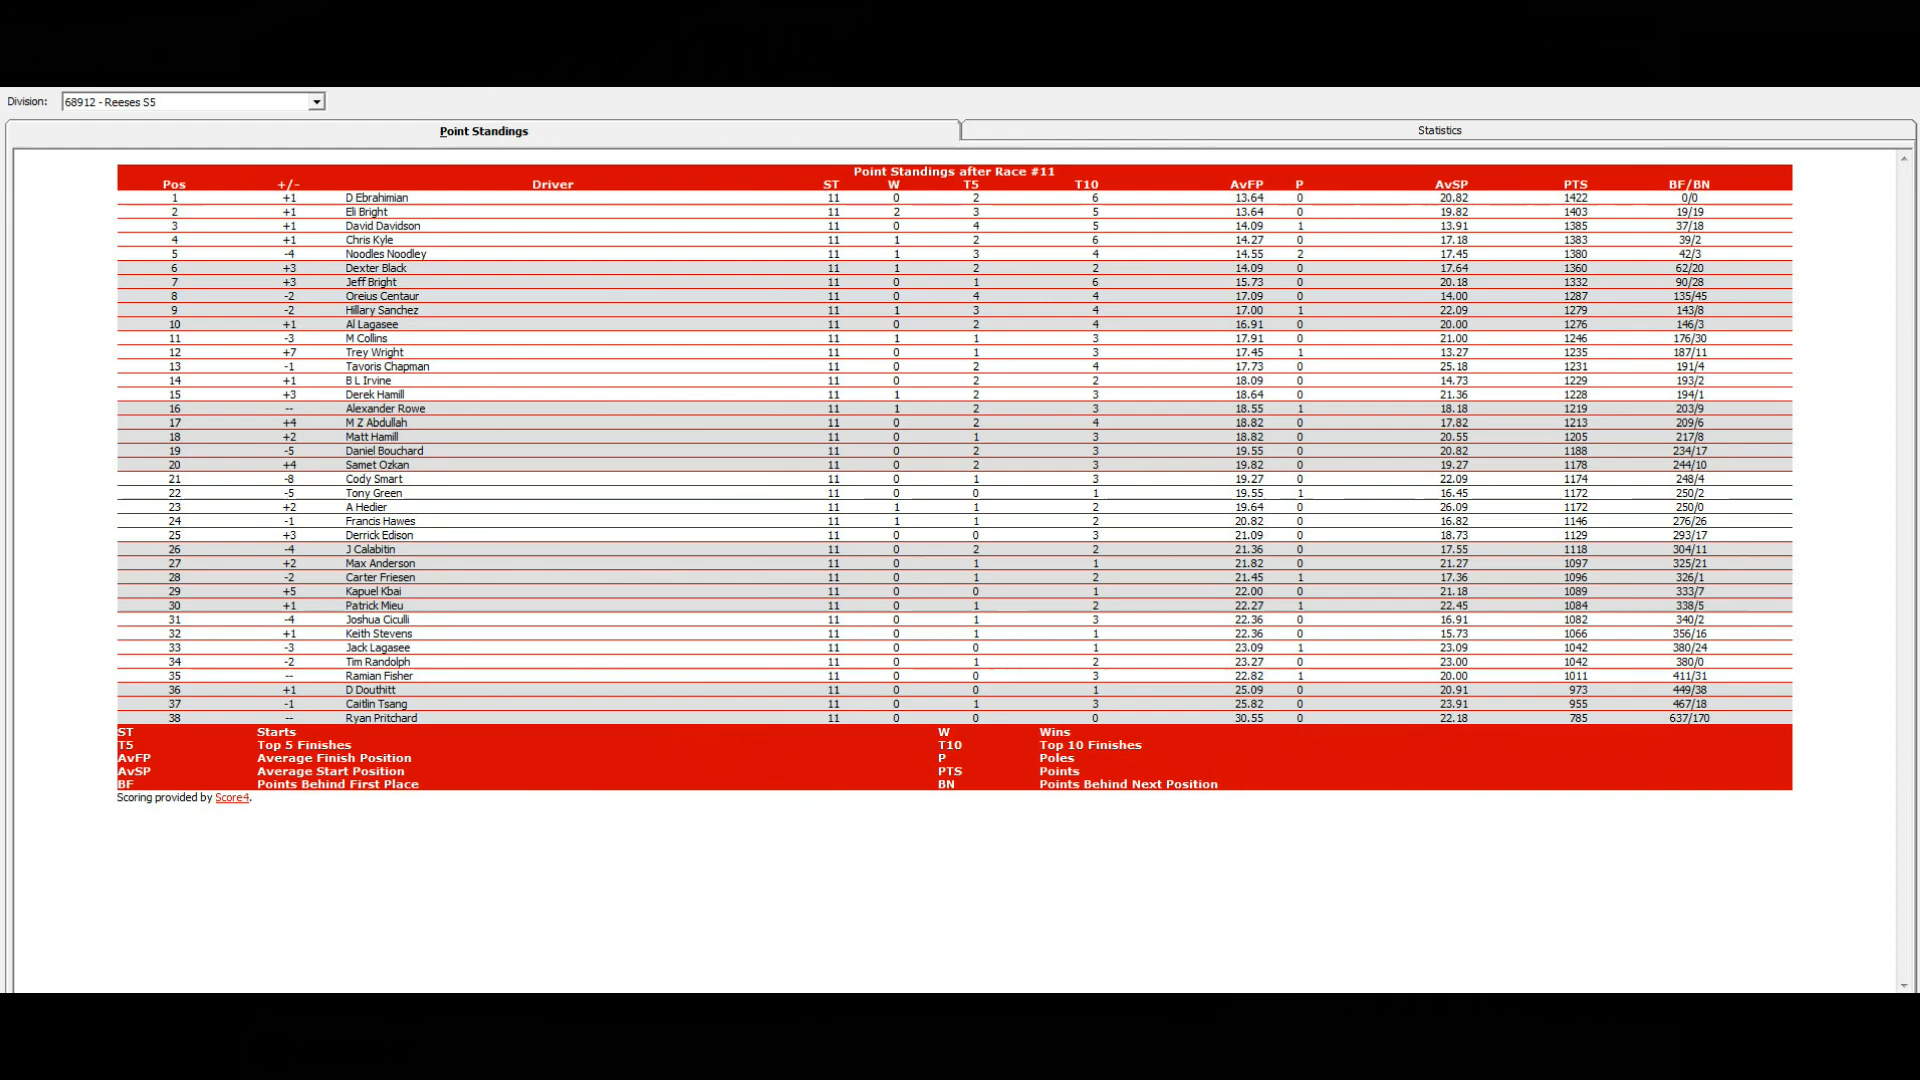 Division: 68912 - Reeses S5
Point Standings Statistics
Point Standings after Race #11
Pos +/- Driver ST W T5 T10 AvFP P AvSP PTS BF/BN
1 +1 D Ebrahimian 11 0 2 6 13.64 0 20.82 1422 0/0
2 +1 Eli Bright 11 2 3 5 13.64 0 19.82 1403 19/19
3 +1 David Davidson 11 0 4 5 14.09 1 13.91 1385 37/18
4 +1 Chris Kyle 11 1 2 6 14.27 0 17.18 1383 39/2
5 -4 Noodles Noodley 11 1 3 4 14.55 2 17.45 1380 42/3
6 +3 Dexter Black 11 1 2 2 14.09 0 17.64 1360 62/20
7 +3 Jeff Bright 11 0 1 6 15.73 0 20.18 1332 90/28
8 -2 Oreius Centaur 11 0 4 4 17.09 0 14.00 1287 135/45
9 -2 Hillary Sanchez 11 1 3 4 17.00 1 22.09 1279 143/8
10 +1 Al Lagasee 11 0 2 4 16.91 0 20.00 1276 146/3
11 -3 M Collins 11 1 1 3 17.91 0 21.00 1246 176/30
12 +7 Trey Wright 11 0 1 3 17.45 1 13.27 1235 187/11
13 -1 Tavoris Chapman 11 0 2 4 17.73 0 25.18 1231 191/4
14 +1 B L Irvine 11 0 2 2 18.09 0 14.73 1229 193/2
15 +3 Derek Hamill 11 1 2 3 18.64 0 21.36 1228 194/1
16 -- Alexander Rowe 11 1 2 3 18.55 1 18.18 1219 203/9
17 +4 M Z Abdullah 11 0 2 4 18.82 0 17.82 1213 209/6
18 +2 Matt Hamill 11 0 1 3 18.82 0 20.55 1205 217/8
19 -5 Daniel Bouchard 11 0 2 3 19.55 0 20.82 1188 234/17
20 +4 Samet Ozkan 11 0 2 3 19.82 0 19.27 1178 244/10
21 -8 Cody Smart 11 0 1 3 19.27 0 22.09 1174 248/4
22 -5 Tony Green 11 0 0 1 19.55 1 16.45 1172 250/2
23 +2 A Hedier 11 1 1 2 19.64 0 26.09 1172 250/0
24 -1 Francis Hawes 11 1 1 2 20.82 0 16.82 1146 276/26
25 +3 Derrick Edison 11 0 0 3 21.09 0 18.73 1129 293/17
26 -4 J Calabitin 11 0 2 2 21.36 0 17.55 1118 304/11
27 +2 Max Anderson 11 0 1 1 21.82 0 21.27 1097 325/21
28 -2 Carter Friesen 11 0 1 2 21.45 1 17.36 1096 326/1
29 +5 Kapuel Kbai 11 0 0 1 22.00 0 21.18 1089 333/7
30 +1 Patrick Mieu 11 0 1 2 22.27 1 22.45 1084 338/5
31 -4 Joshua Ciculli 11 0 1 3 22.36 0 16.91 1082 340/2
32 +1 Keith Stevens 11 0 1 1 22.36 0 15.73 1066 356/16
33 -3 Jack Lagasee 11 0 0 1 23.09 1 23.09 1042 380/24
34 -2 Tim Randolph 11 0 1 2 23.27 0 23.00 1042 380/0
35 -- Ramian Fisher 11 0 0 3 22.82 1 20.00 1011 411/31
36 +1 D Douthitt 11 0 0 1 25.09 0 20.91 973 449/38
37 -1 Caitlin Tsang 11 0 1 3 25.82 0 23.91 955 467/18
38 -- Ryan Pritchard 11 0 0 0 30.55 0 22.18 785 637/170
ST Starts W Wins
T5 Top 5 Finishes T10 Top 10 Finishes
AvFP Average Finish Position P Poles
AvSP Average Start Position PTS Points
BF Points Behind First Place BN Points Behind Next Position
Scoring provided by Score4.